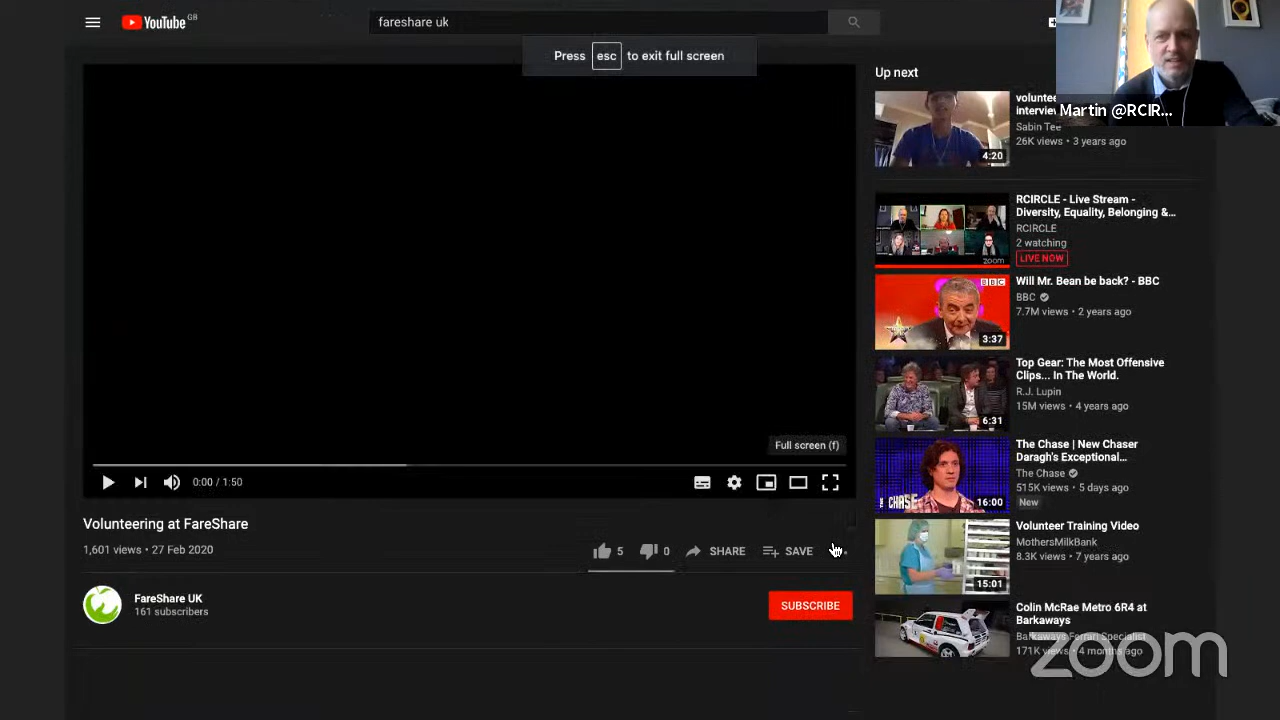 YouTube GB
fareshare uk
Press esc to exit full screen
Martin @RCIR...
Up next
4:20
Sabin Tee
26K views • 3 years ago
zoom
RCIRCLE - Live Stream -
Diversity, Equality, Belonging &...
RCIRCLE
2 watching
LIVE NOW
BBC
3:37
Will Mr. Bean be back? - BBC
BBC
7.7M views • 2 years ago
6:31
Top Gear: The Most Offensive
Clips... In The World.
R.J. Lupin
15M views • 4 years ago
CHASE
16:00
The Chase | New Chaser
Daragh's Exceptional...
The Chase
515K views • 5 days ago
New
15:01
Volunteer Training Video
MothersMilkBank
8.3K views • 7 years ago
Colin McRae Metro 6R4 at
Barkaways
Barkaways Ferrari Specialist
171K views • 4 months ago
Full screen (f)
0:00 / 1:50
Volunteering at FareShare
1,601 views • 27 Feb 2020
5
0
SHARE
SAVE
FareShare UK
161 subscribers
SUBSCRIBE
zoom